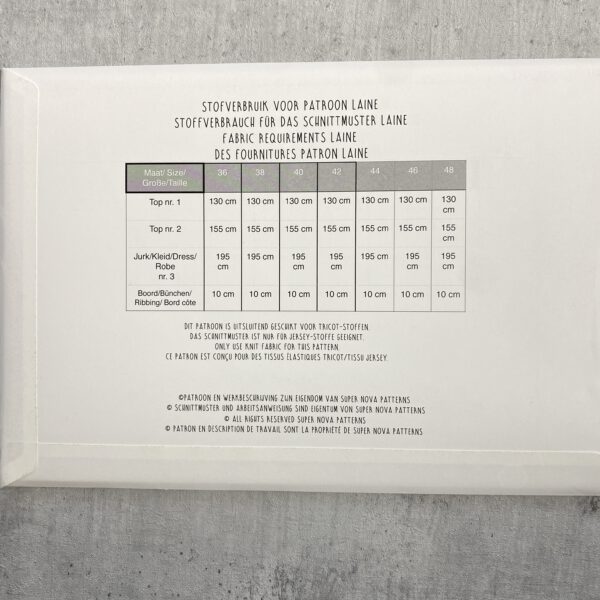 STOFVERBRUIK VOOR PATROON LAINE
STOFFVERBRAUCH FÜR DAS SCHNITTMUSTER LAINE
FABRIC REQUIREMENTS LAINE
DES FOURNITURES PATRON LAINE
Maat/ Size/ 36 38 40 42 44 46 48
Große/Taille
Top nr. 1 130 cm 130 cm 130 cm 130 cm 130 cm 130 cm 130
cm
Top nr. 2 155 cm 155 cm 155 cm 155 cm 155 cm 155 cm 155
cm
Jurk/Kleid/Dress/ 195 195 cm 195 195 195 cm 195 195 cm
Robe cm cm cm cm
nr. 3
Boord/Bünchen/ 10 cm 10 cm 10 cm 10 cm 10 cm 10 cm 10 cm
Ribbing/ Bord côte
DIT PATROON IS UITSLUITEND GESCHIKT VOOR TRICOT-STOFFEN.
DAS SCHNITTMUSTER IST NUR FÜR JERSEY-STOFFE GEEIGNET.
ONLY USE KNIT FABRIC FOR THIS PATTERN.
CE PATRON EST CONÇU POUR DES TISSUS ÉLASTIQUES TRICOT/TISSU JERSEY.
©PATROON EN WERKBESCHRIJVING ZIJN EIGENDOM VAN SUPER NOVA PATTERNS
© SCHNITTMUSTER UND ARBEITSANWEISUNG SIND EIGENTUM VON SUPER NOVA PATTERNS
© ALL RIGHTS RESERVED SUPER NOVA PATTERNS
© PATRON EN DESCRIPTION DE TRAVAIL SONT LA PROPRIÉTÉ DE SUPER NOVA PATTERNS